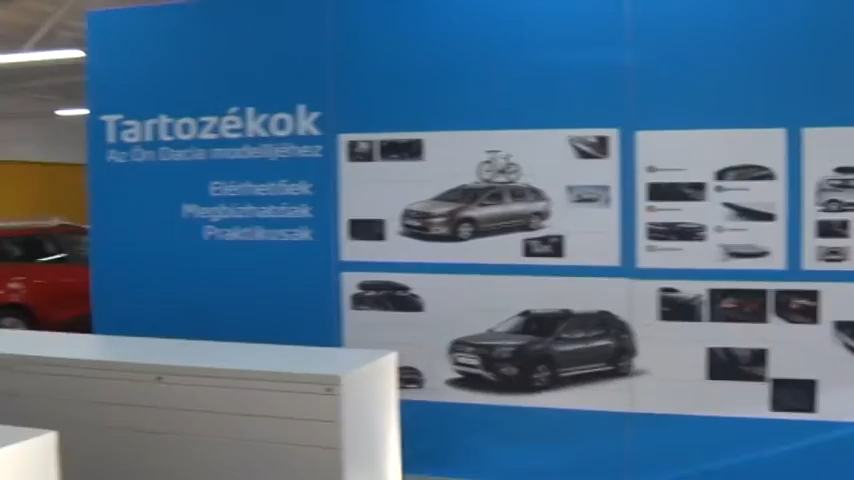 Tartozékok
Az Ön Dacia modelljéhez
Elérhetőek
Megbízhatóak
Praktikusak